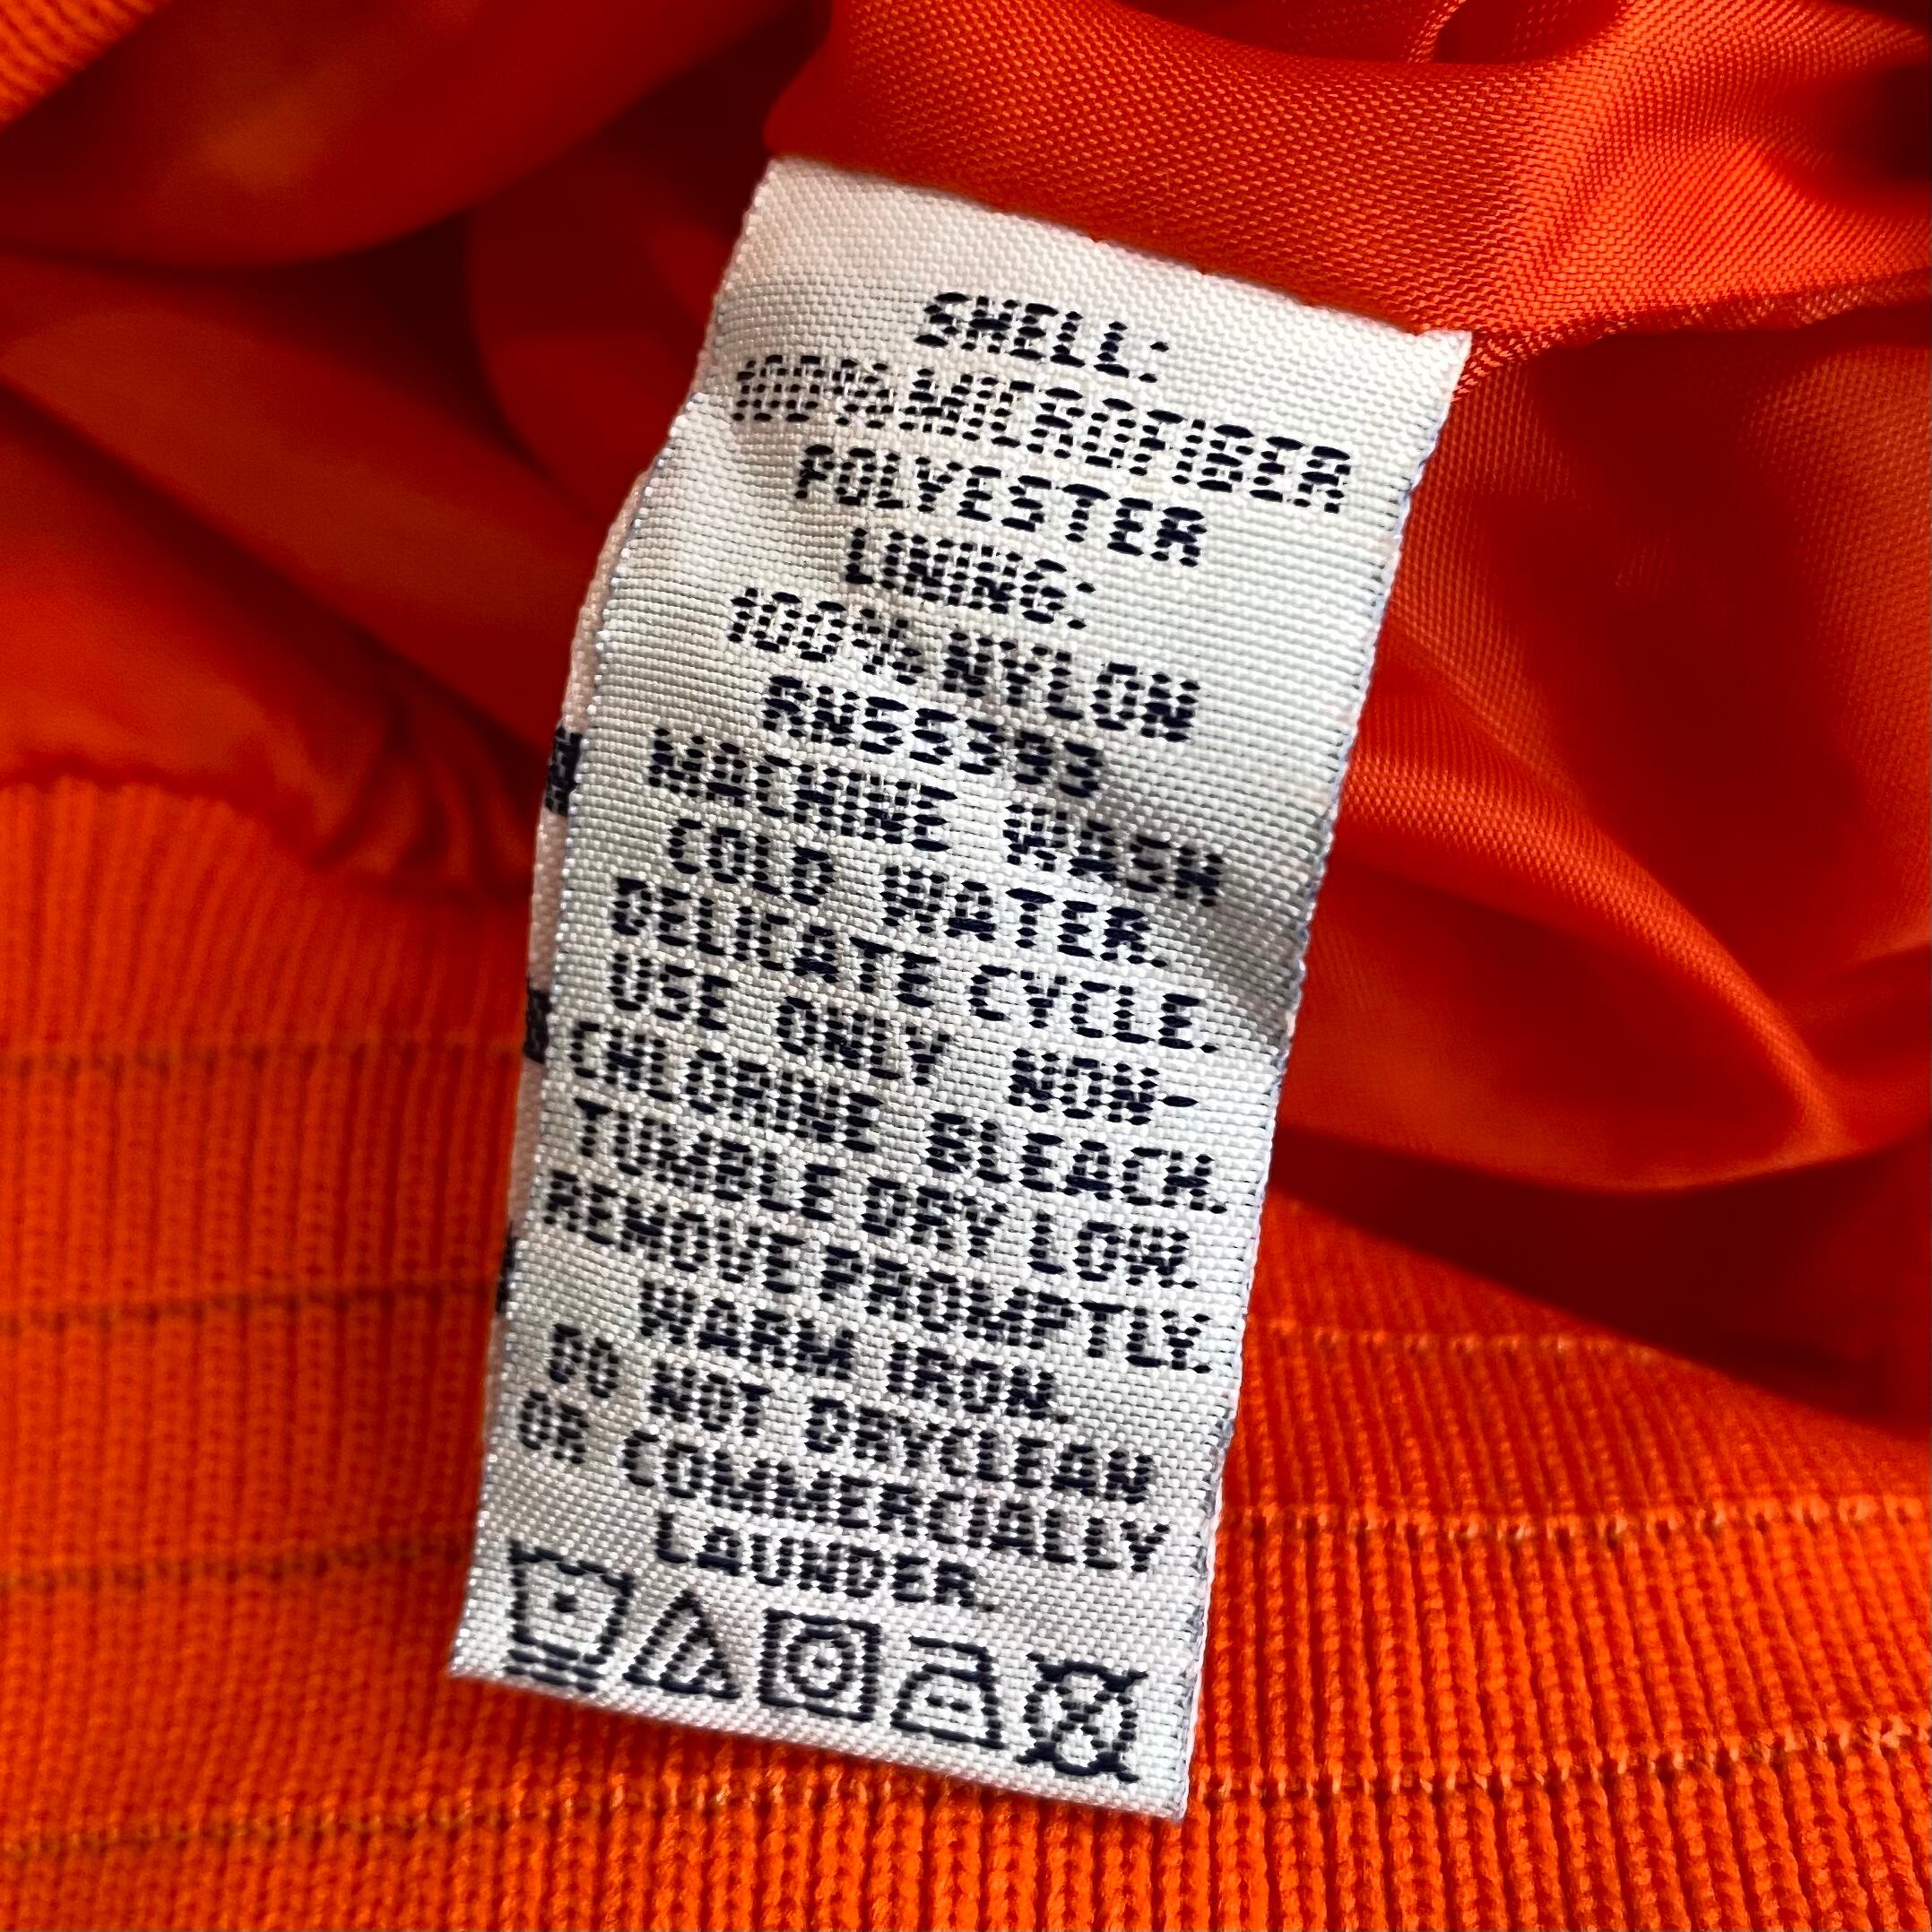 SHELL:
100% MICROFIBER
POLYESTER
LINING:
100% NYLON
RN55393
MACHINE WASH
COLD WATER.
DELICATE CYCLE.
USE ONLY NON-
CHLORINE BLEACH.
TUMBLE DRY LOW.
REMOVE PROMPTLY.
WARM IRON.
DO NOT DRYCLEAN
OR COMMERCIALLY
LAUNDER.